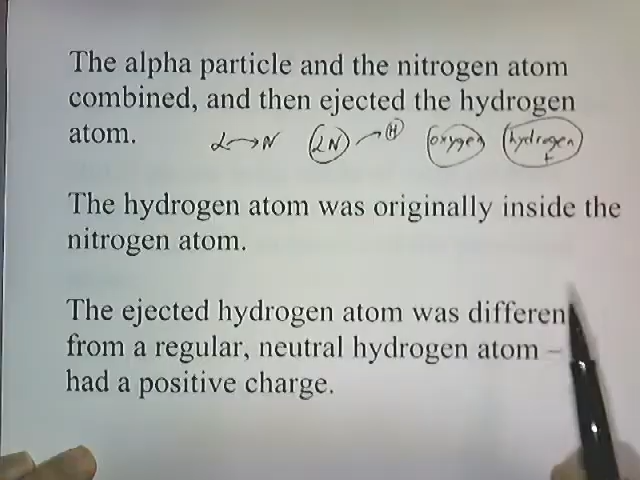 The alpha particle and the nitrogen atom
combined, and then ejected the hydrogen
atom. α→N (αN)→(H) (oxygen) (hydrogen +)
The hydrogen atom was originally inside the
nitrogen atom.
The ejected hydrogen atom was differen
from a regular, neutral hydrogen atom –
had a positive charge.